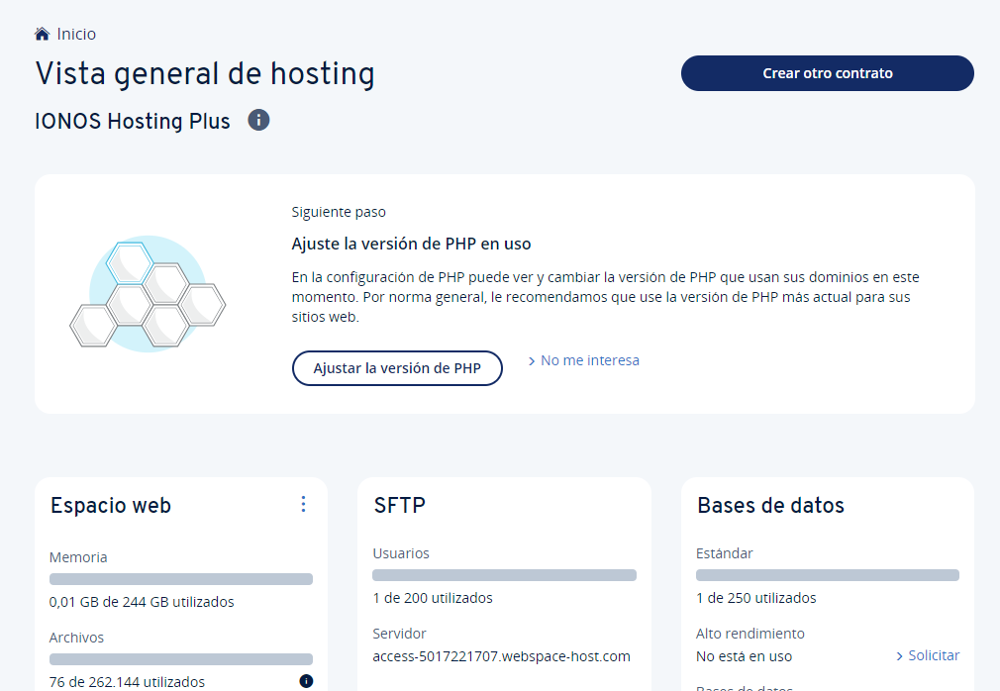 Inicio
Vista general de hosting
Crear otro contrato
IONOS Hosting Plus
Siguiente paso
Ajuste la versión de PHP en uso
En la configuración de PHP puede ver y cambiar la versión de PHP que usan sus dominios en este
momento. Por norma general, le recomendamos que use la versión de PHP más actual para sus
sitios web.
Ajustar la versión de PHP
No me interesa
Espacio web
Memoria
0,01 GB de 244 GB utilizados
Archivos
76 de 262.144 utilizados
SFTP
Usuarios
1 de 200 utilizados
Servidor
access-5017221707.webspace-host.com
Bases de datos
Estándar
1 de 250 utilizados
Alto rendimiento
No está en uso
Solicitar
Bases de datos